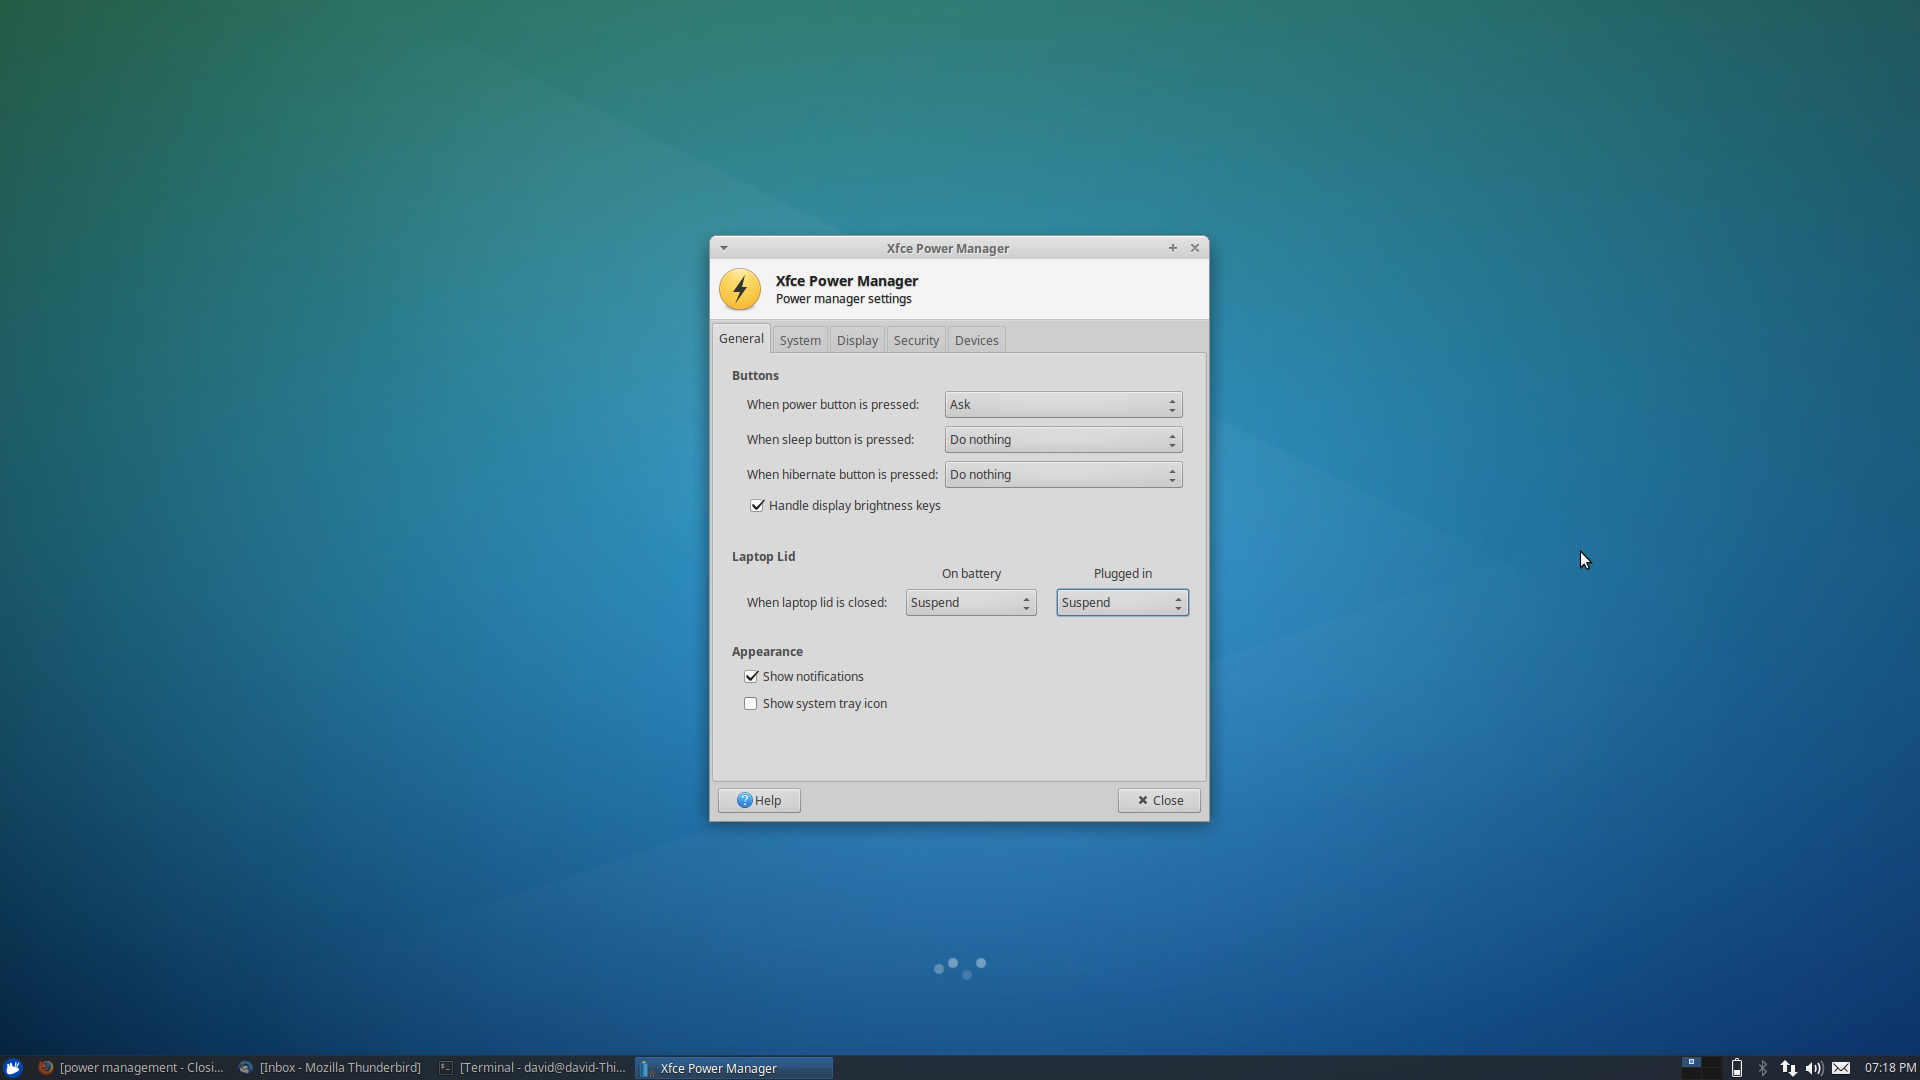 Xfce Power Manager
Xfce Power Manager
Power manager settings
General System Display Security Devices
Buttons
When power button is pressed: Ask
When sleep button is pressed: Do nothing
When hibernate button is pressed: Do nothing
Handle display brightness keys
Laptop Lid
On battery Plugged in
When laptop lid is closed: Suspend Suspend
Appearance
Show notifications
Show system tray icon
Help Close
[power management - Closi... [Inbox - Mozilla Thunderbird] [Terminal - david@david-Thi... Xfce Power Manager 07:18 PM